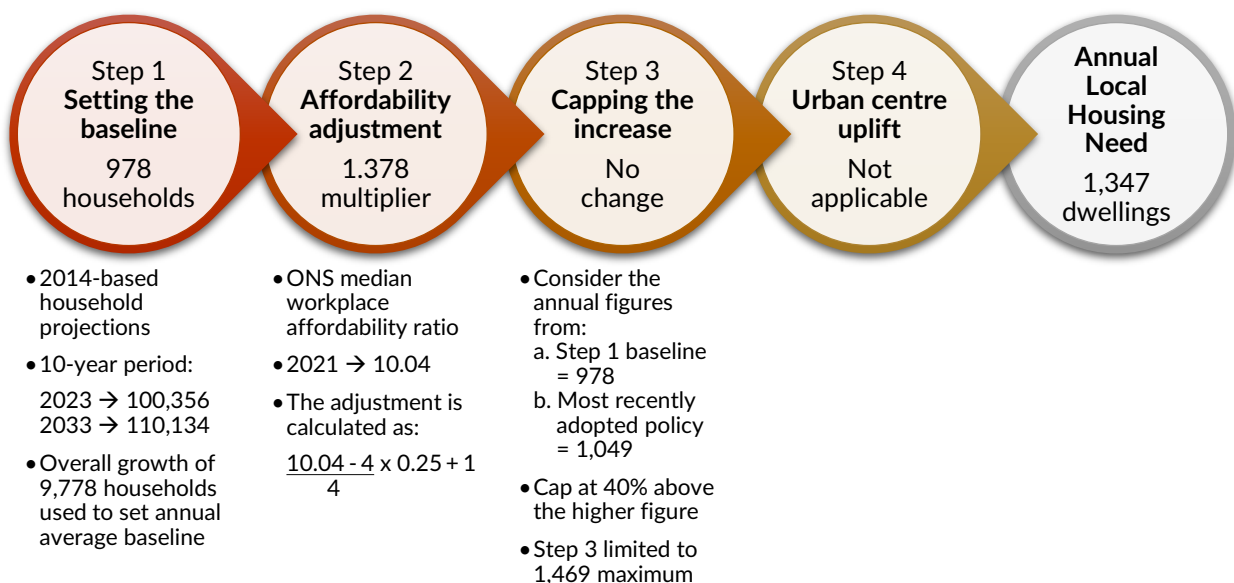 Step 1
Setting the
baseline
978
households
Step 2
Affordability
adjustment
1.378
multiplier
Step 3
Capping the
increase
No
change
Step 4
Urban centre
uplift
Not
applicable
Annual
Local
Housing
Need
1,347
dwellings
•2014-based
household
projections
•10-year period:
2023 → 100,356
2033 → 110,134
•Overall growth of
9,778 households
used to set annual
average baseline
•ONS median
workplace
affordability ratio
•2021 → 10.04
•The adjustment is
calculated as:
10.04 - 4 x 0.25 + 1
4
•Consider the
annual figures
from:
a. Step 1 baseline
= 978
b. Most recently
adopted policy
= 1,049
•Cap at 40% above
the higher figure
•Step 3 limited to
1,469 maximum